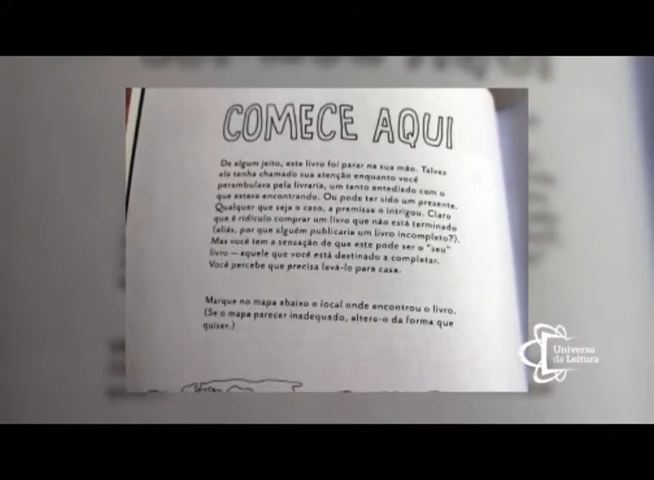 COMECE AQUI
De algum jeito, este livro foi parar na sua mão. Talvez
ele tenha chamado sua atenção enquanto você
perambulava pela livraria, um tanto entediado com o
que estava encontrando. Ou pode ter sido um presente.
Qualquer que seja o caso, a premissa o intrigou. Claro
que é ridículo comprar um livro que não está terminado
(aliás, por que alguém publicaria um livro incompleto?).
Mas você tem a sensação de que este pode ser o "seu"
livro – aquele que você está destinado a completar.
Você percebe que precisa levá-lo para casa.
Marque no mapa abaixo o local onde encontrou o livro.
(Se o mapa parecer inadequado, altere-o da forma que
quiser.)
Universo
da Leitura